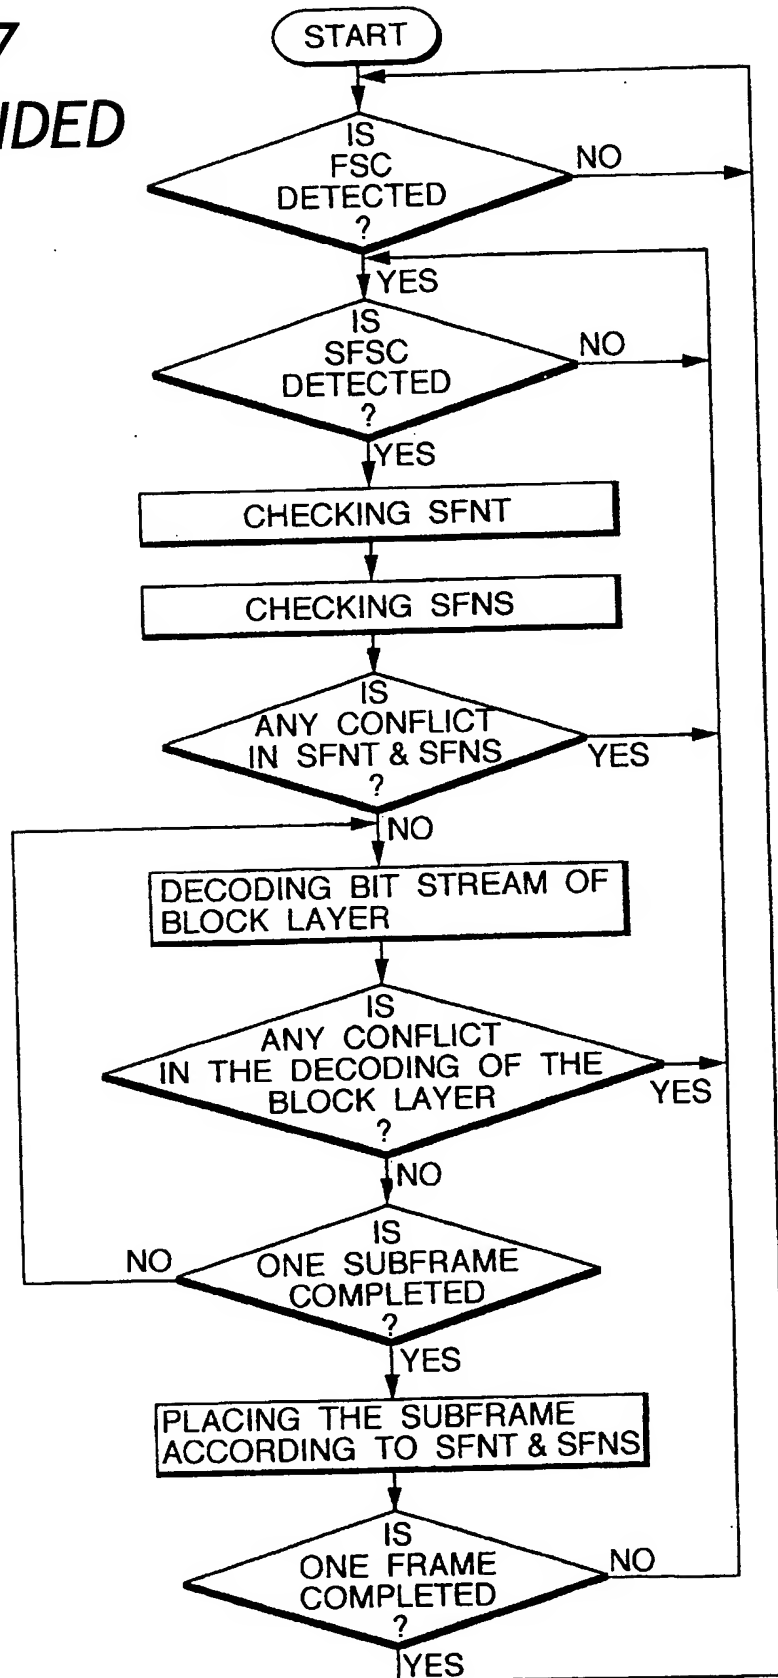 7
START
IS
FSC
DETECTED
?
NO
YES
IS
SFSC
DETECTED
?
NO
YES
CHECKING SFNT
CHECKING SFNS
IS
ANY CONFLICT
IN SFNT & SFNS
?
YES
NO
DECODING BIT STREAM OF
BLOCK LAYER
IS
ANY CONFLICT
IN THE DECODING OF THE
BLOCK LAYER
?
YES
NO
IS
ONE SUBFRAME
COMPLETED
?
NO
YES
PLACING THE SUBFRAME
ACCORDING TO SFNT & SFNS
IS
ONE FRAME
COMPLETED
?
NO
YES